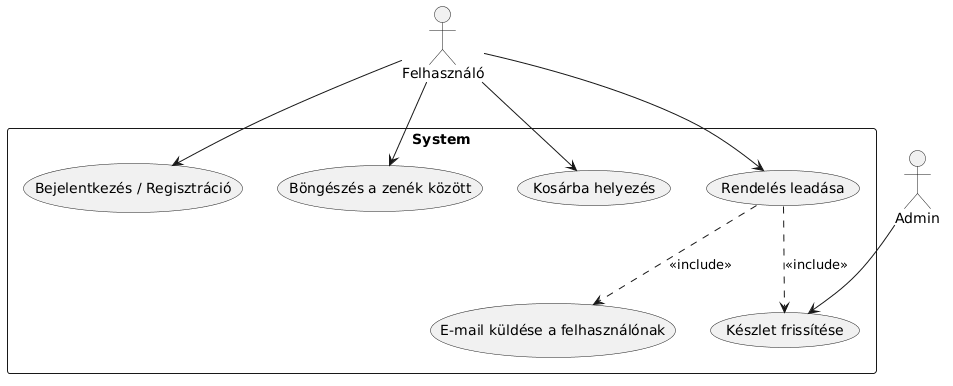 Felhasználó
System
Bejelentkezés / Regisztráció
Böngészés a zenék között
Kosárba helyezés
Rendelés leadása
Admin
«include»
«include»
E-mail küldése a felhasználónak
Készlet frissítése